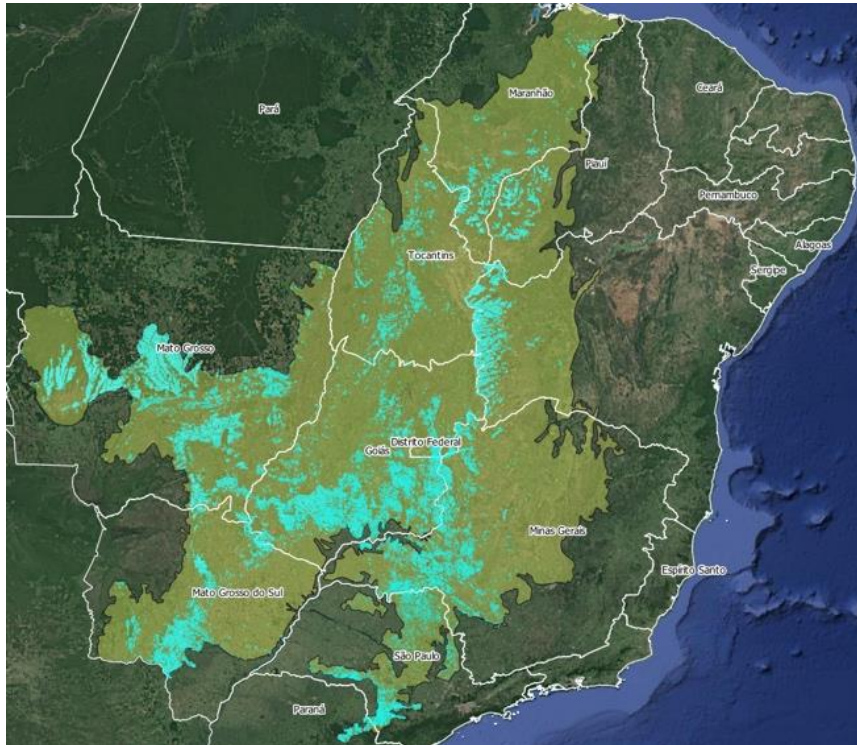 Pará
Maranhão
Ceará
Piauí
Pernambuco
Alagoas
Sergipe
Tocantins
Mato Grosso
Distrito Federal
Goiás
Minas Gerais
Espírito Santo
Mato Grosso do Sul
São Paulo
Paraná